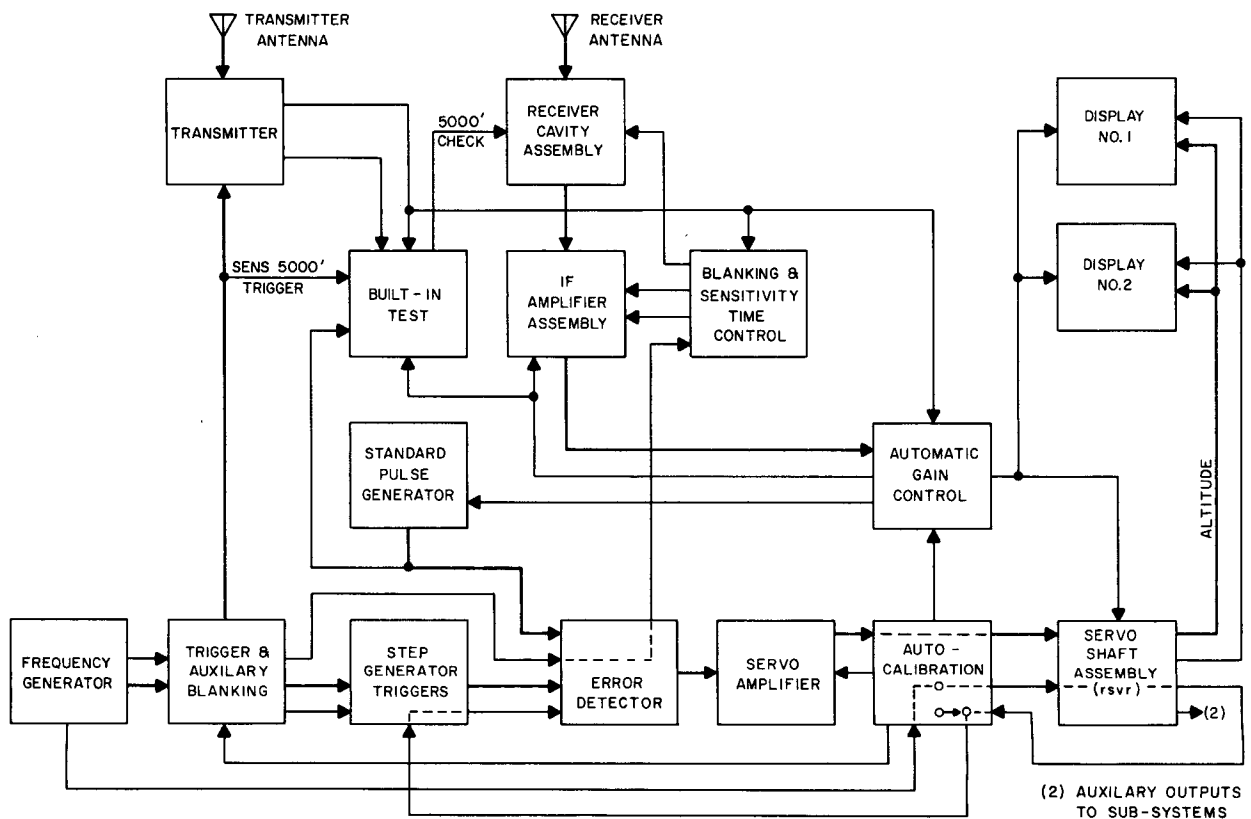 TRANSMITTER
ANTENNA
RECEIVER
ANTENNA
TRANSMITTER
5000'
CHECK
RECEIVER
CAVITY
ASSEMBLY
DISPLAY
NO. 1
SENS 5000'
TRIGGER
BUILT-IN
TEST
IF
AMPLIFIER
ASSEMBLY
BLANKING &
SENSITIVITY
TIME
CONTROL
DISPLAY
NO. 2
STANDARD
PULSE
GENERATOR
AUTOMATIC
GAIN
CONTROL
ALTITUDE
FREQUENCY
GENERATOR
TRIGGER &
AUXILARY
BLANKING
STEP
GENERATOR
TRIGGERS
ERROR
DETECTOR
SERVO
AMPLIFIER
AUTO-
CALIBRATION
SERVO
SHAFT
ASSEMBLY
(rsvr)
(2)
(2) AUXILARY OUTPUTS
TO SUB-SYSTEMS